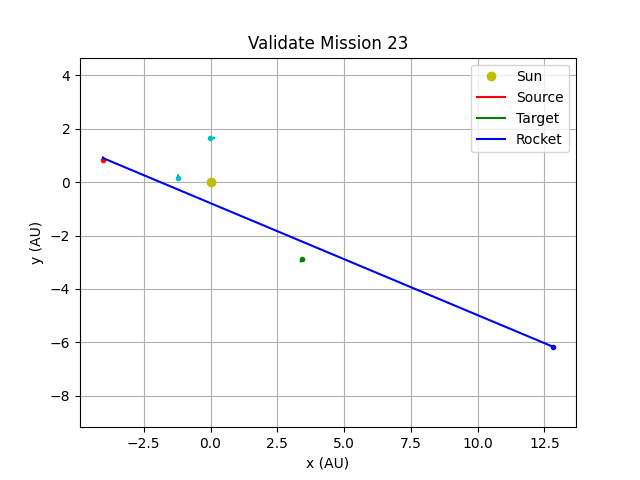 Validate Mission 23
Sun
Source
Target
Rocket
4
2
0
−2
−4
−6
−8
y (AU)
−2.5
0.0
2.5
5.0
7.5
10.0
12.5
x (AU)